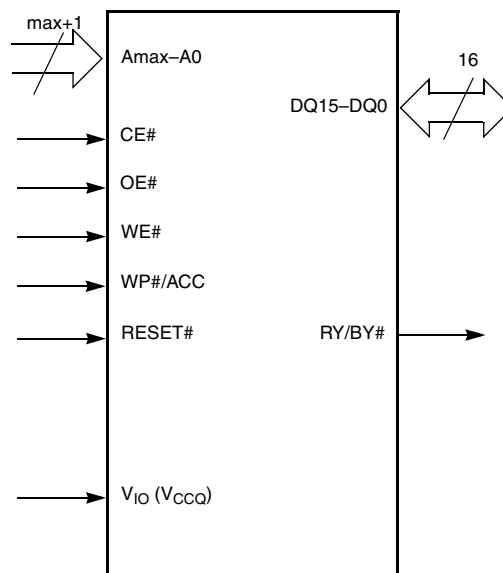 max+1
Amax–A0
16
DQ15–DQ0
CE#
OE#
WE#
WP#/ACC
RESET#
RY/BY#
VIO (VCCQ)